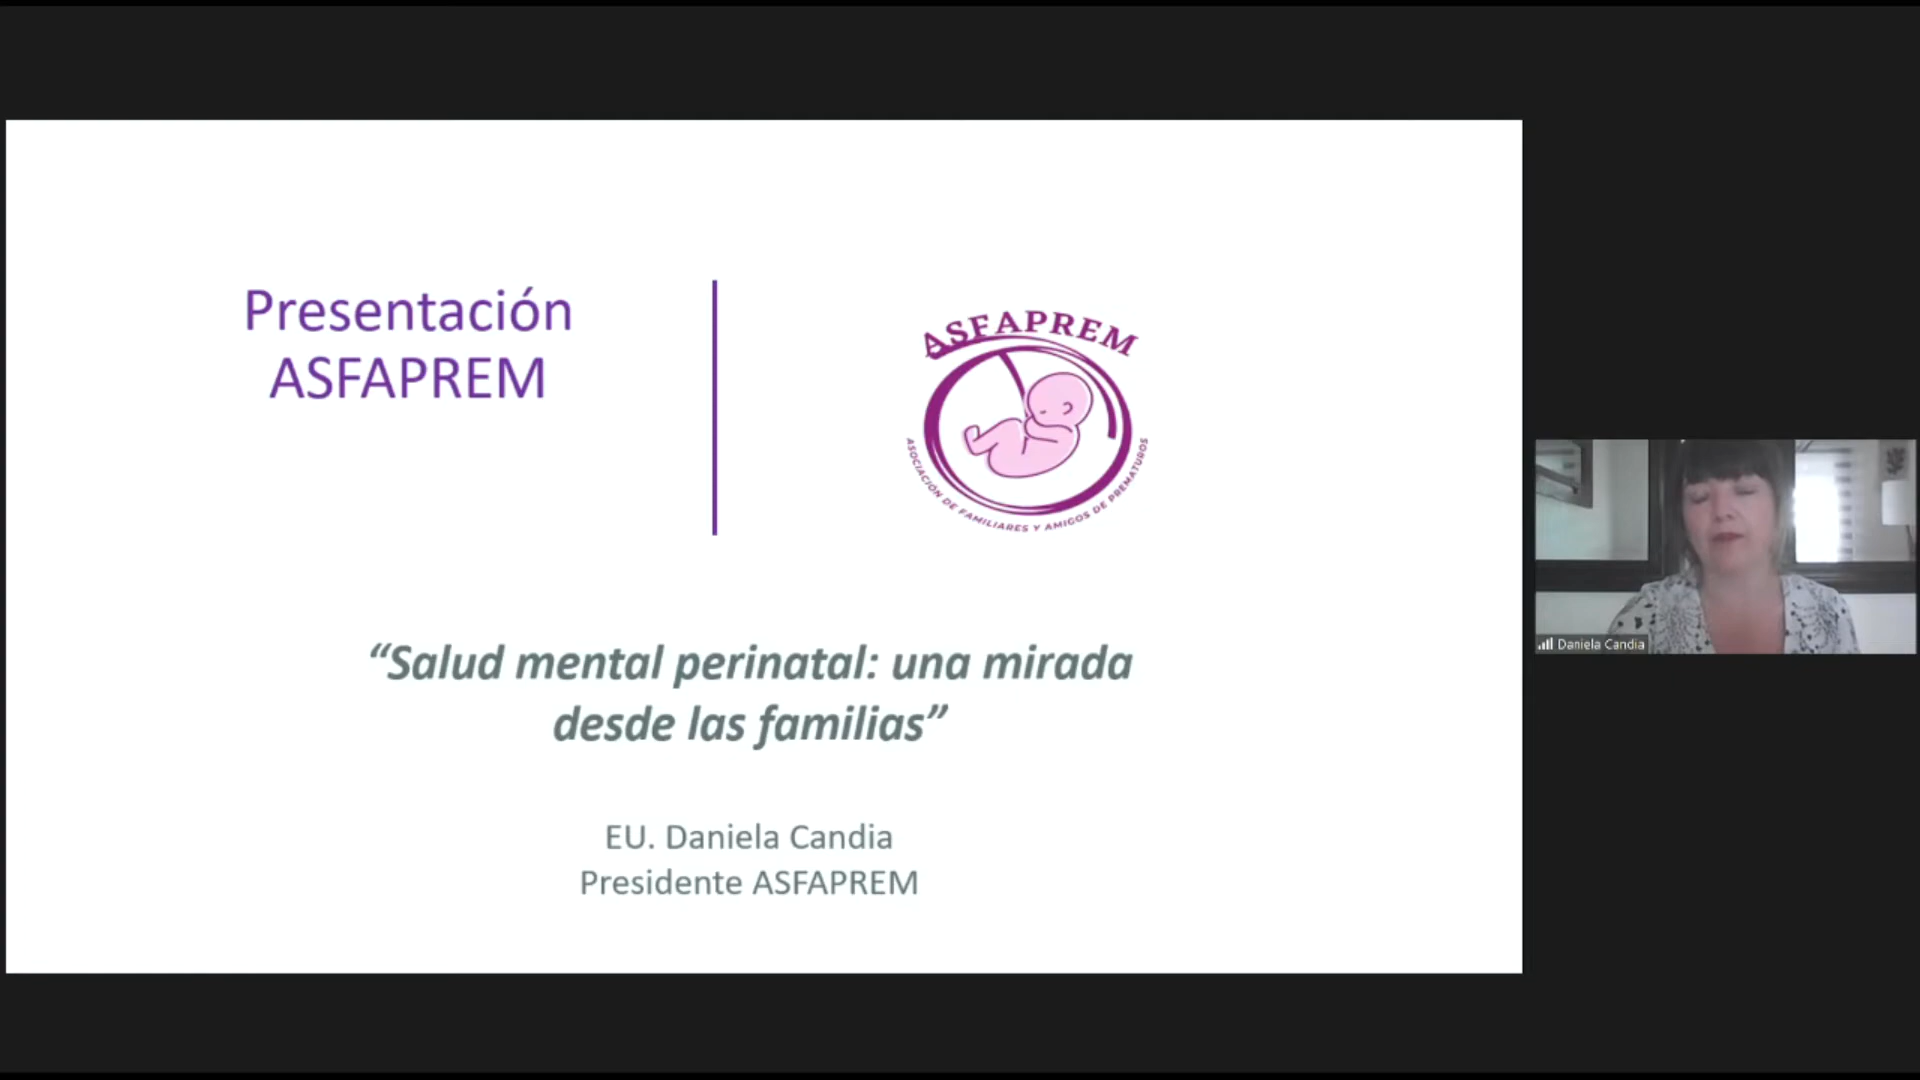 Presentación
ASFAPREM
ASFAPREM
ASOCIACIÓN DE FAMILIARES Y AMIGOS DE PREMATUROS
“Salud mental perinatal: una mirada
desde las familias”
EU. Daniela Candia
Presidente ASFAPREM
Daniela Candia